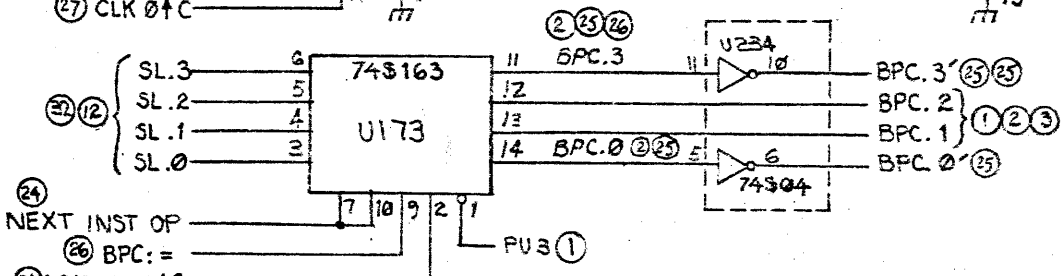 27 CLK Ø↑C
2 25 26
BPC.3
U234
SL.3 6 74S163 11 11 10 BPC.3′ 25 25
SL.2 5 12 BPC.2
12 SL.1 4 U173 13 BPC.1 1 2 3
SL.Ø 3 14 BPC.Ø 2 25 5 6 BPC.Ø′ 25
74S04
24
NEXT INST OP 7 10 9 2 1
26 BPC:= PU3 1